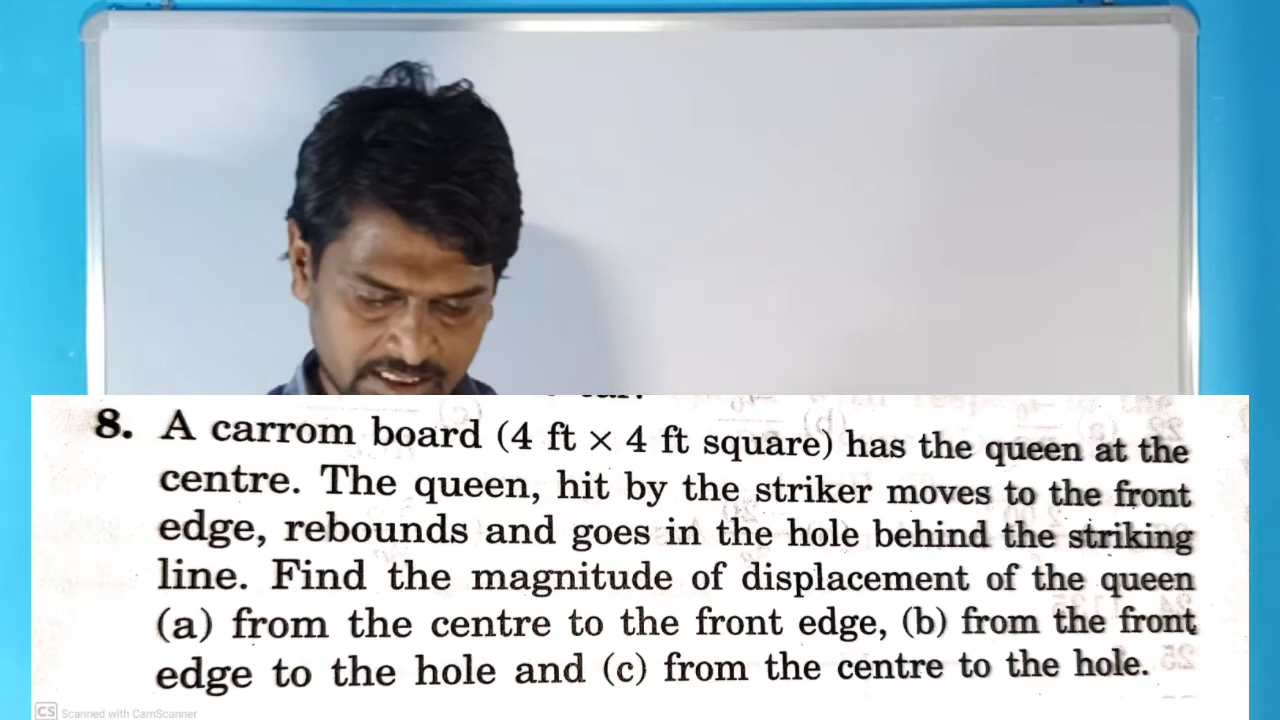 8. A carrom board (4 ft × 4 ft square) has the queen at the
centre. The queen, hit by the striker moves to the front
edge, rebounds and goes in the hole behind the striking
line. Find the magnitude of displacement of the queen
(a) from the centre to the front edge, (b) from the front
edge to the hole and (c) from the centre to the hole.
CS Scanned with CamScanner